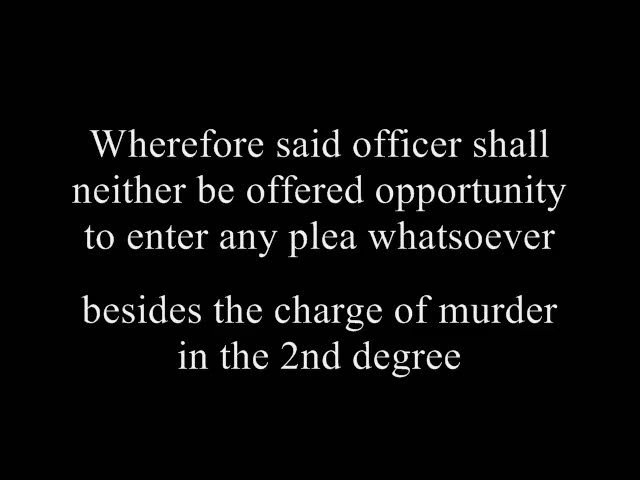 Wherefore said officer shall
neither be offered opportunity
to enter any plea whatsoever
besides the charge of murder
in the 2nd degree